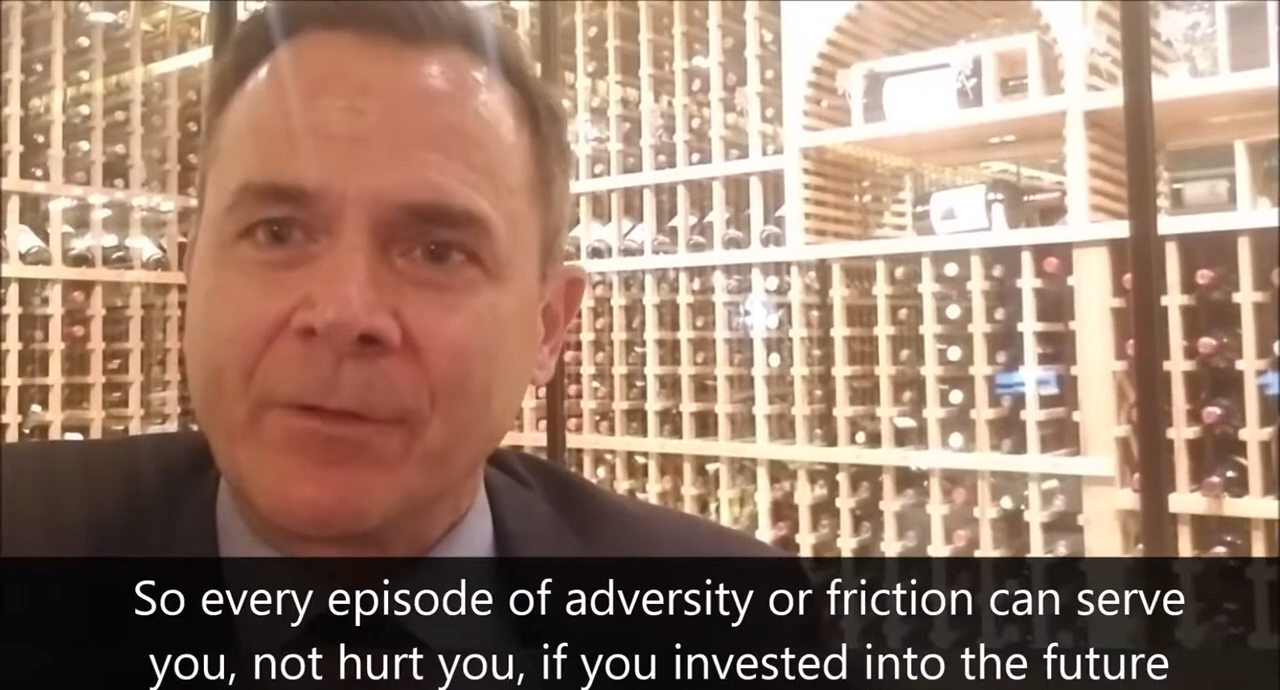 So every episode of adversity or friction can serve
you, not hurt you, if you invested into the future